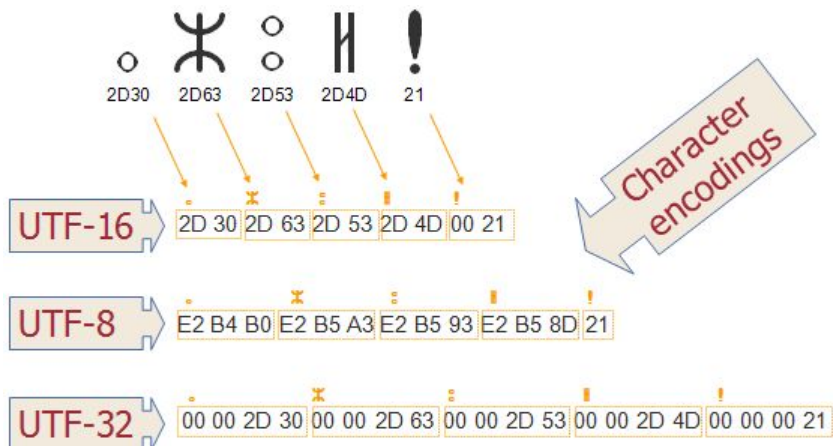 ⴰ ⵣ ⵓ ⵍ !
2D30 2D63 2D53 2D4D 21
Character
encodings
ⴰ ⵣ ⵓ ⵍ !
UTF-16 2D 30 2D 63 2D 53 2D 4D 00 21
ⴰ ⵣ ⵓ ⵍ !
UTF-8 E2 B4 B0 E2 B5 A3 E2 B5 93 E2 B5 8D 21
ⴰ ⵣ ⵓ ⵍ !
UTF-32 00 00 2D 30 00 00 2D 63 00 00 2D 53 00 00 2D 4D 00 00 00 21